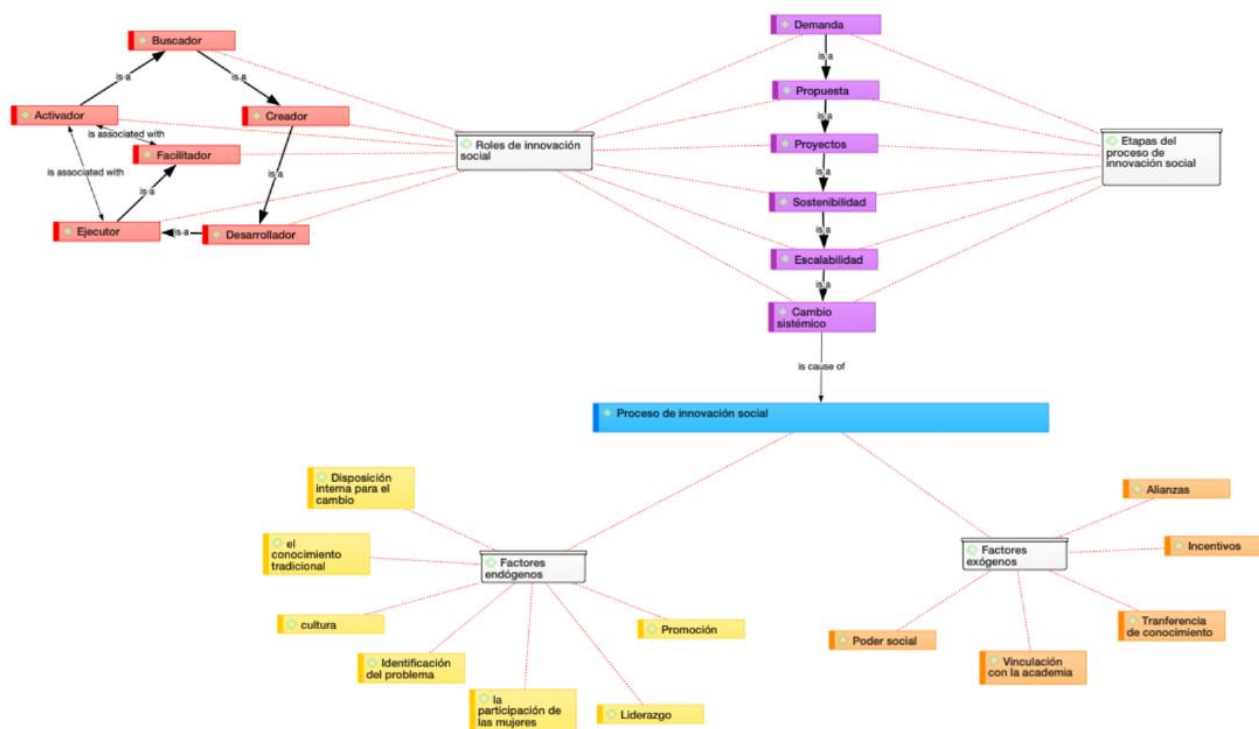 Buscador
is a
is a
Activador
Creador
is associated with
Facilitador
is associated with
is a
is a
Ejecutor
is a
Desarrollador
Roles de innovación
social
Demanda
is a
Propuesta
is a
Proyectos
is a
Sostenibilidad
is a
Escalabilidad
is a
Cambio
sistémico
Etapas del
proceso de
innovación social
is cause of
Proceso de innovación social
Disposición
interna para el
cambio
el
conocimiento
tradicional
cultura
Identificación
del problema
la
participación de
las mujeres
Liderazgo
Promoción
Factores
endógenos
Factores
exógenos
Alianzas
Incentivos
Tranferencia
de conocimiento
Vinculación
con la academia
Poder social